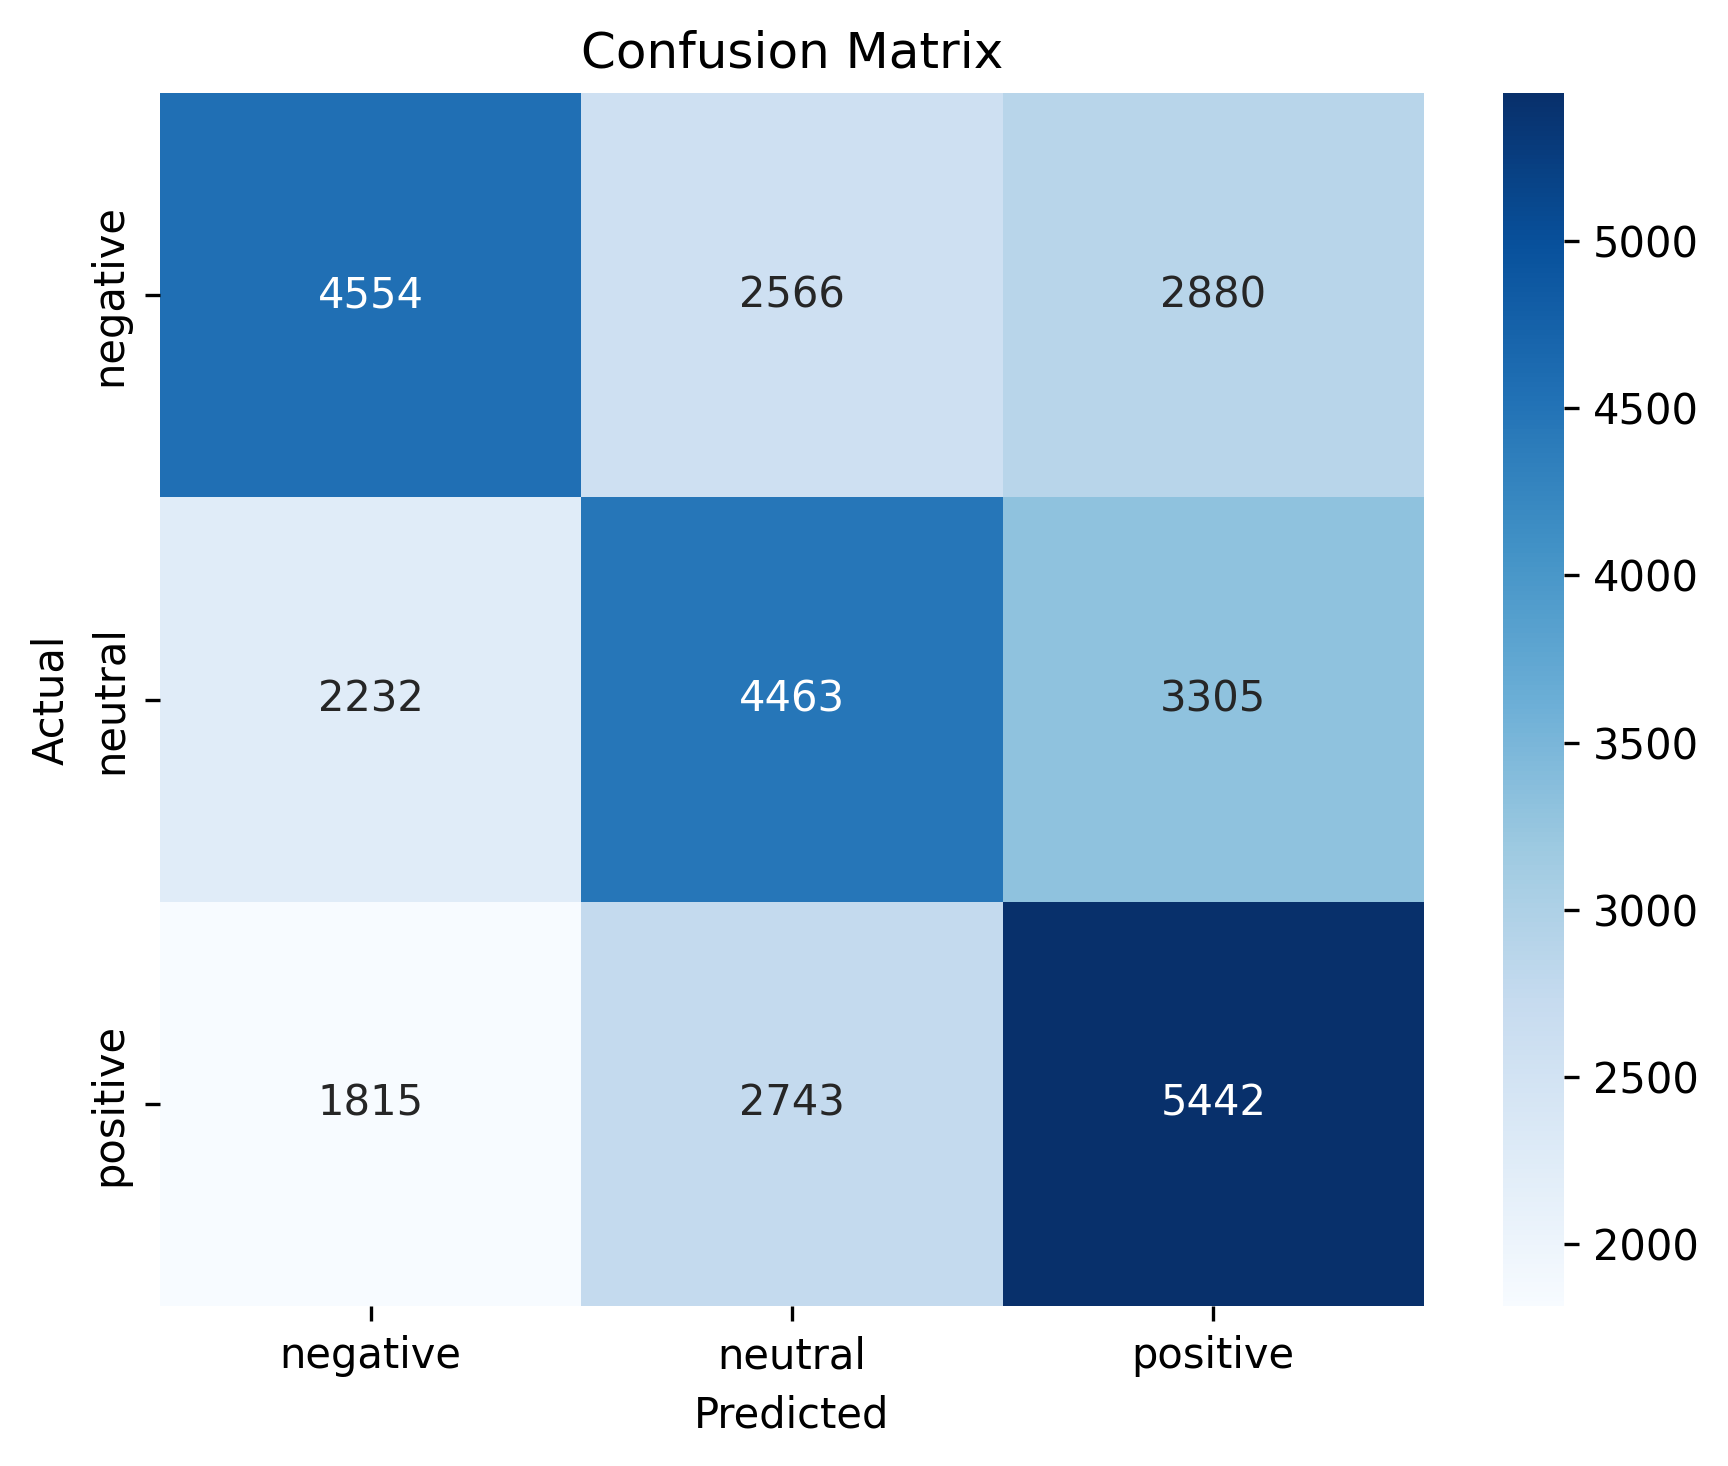 Confusion Matrix
Actual
negative
4554 2566 2880
neutral
2232 4463 3305
positive
1815 2743 5442
negative neutral positive
Predicted
5000
4500
4000
3500
3000
2500
2000